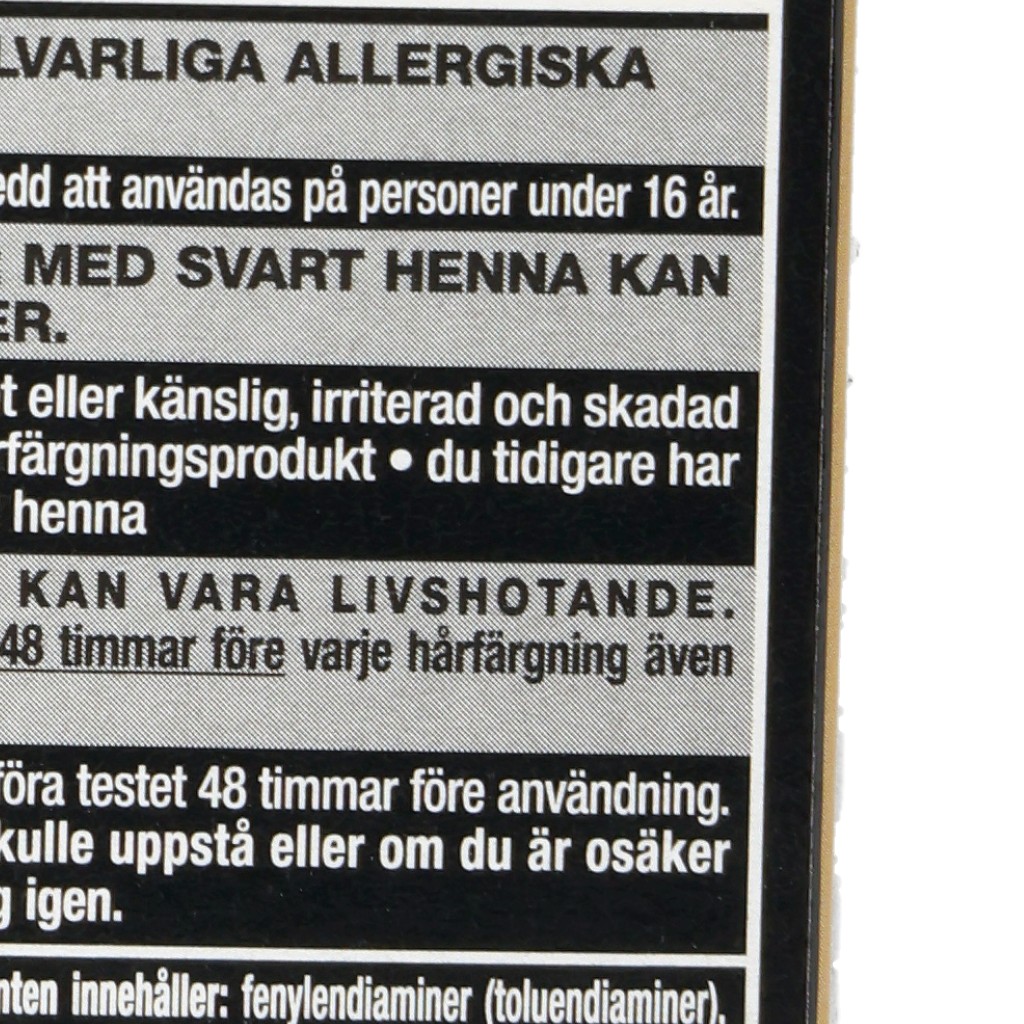 LVARLIGA ALLERGISKA
edd att användas på personer under 16 år.
MED SVART HENNA KAN
ER.
t eller känslig, irriterad och skadad
rfärgningsprodukt • du tidigare har
henna
KAN VARA LIVSHOTANDE.
48 timmar före varje hårfärgning även
föra testet 48 timmar före användning.
kulle uppstå eller om du är osäker
g igen.
nten innehåller: fenylendiaminer (toluendiaminer),